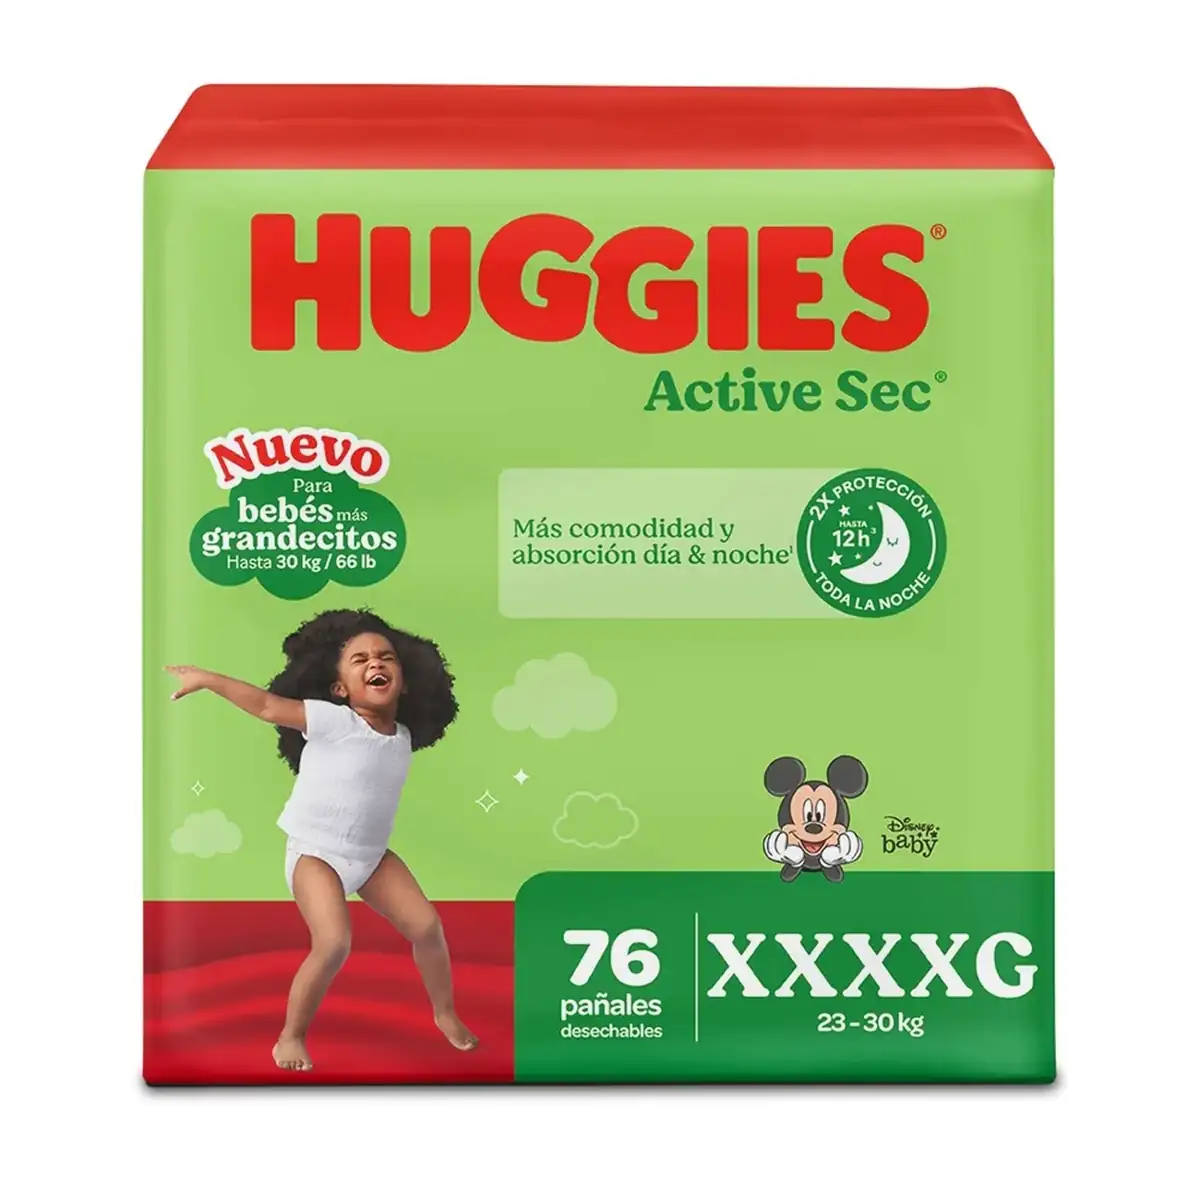 HUGGIES®
Active Sec®
Nuevo
Para
bebés más
grandecitos
Hasta 30 kg / 66 lb
Más comodidad y
absorción día & noche¹
2X PROTECCIÓN
HASTA
12h³
TODA LA NOCHE
Disney
baby
76
pañales
desechables
XXXXG
23-30 kg